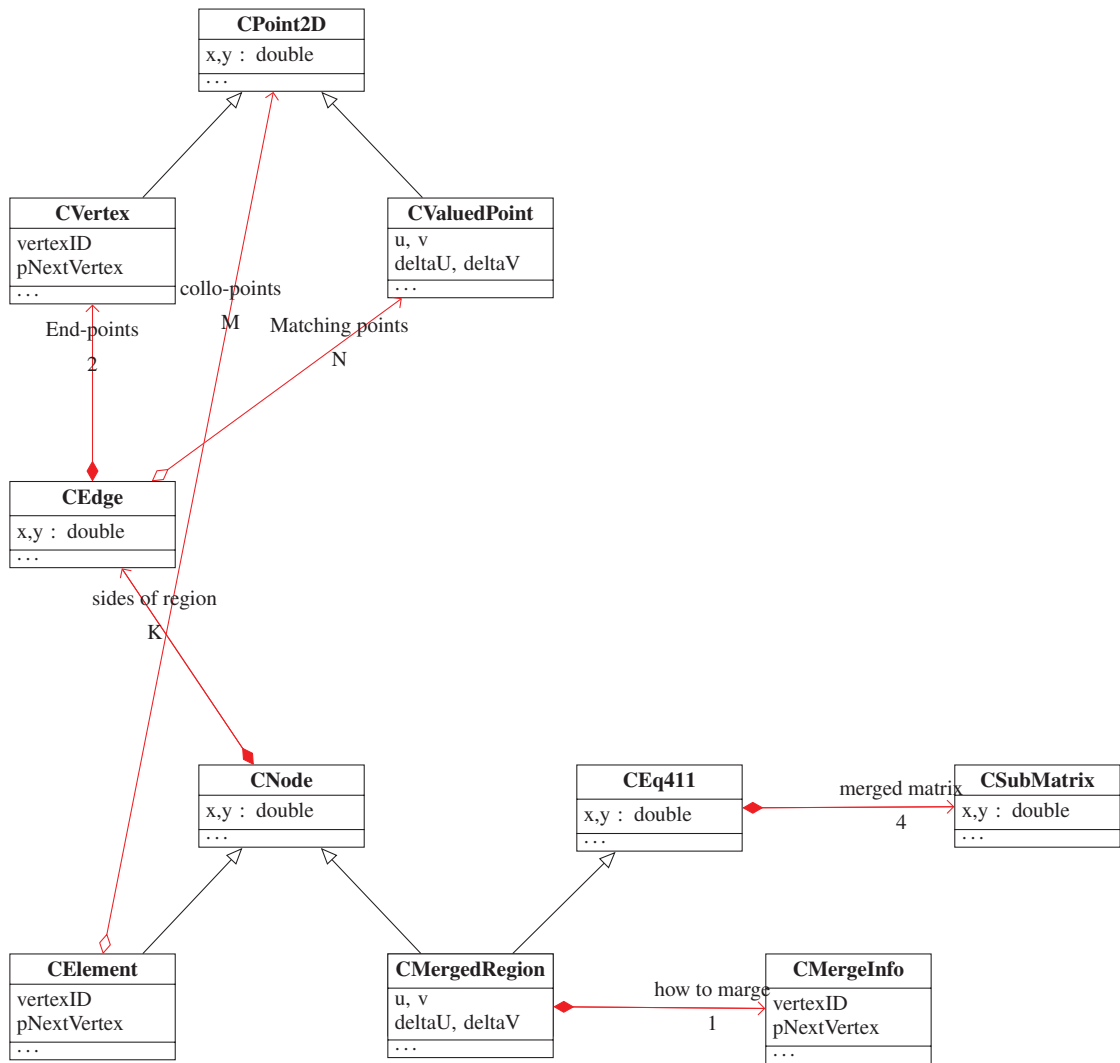 CPoint2D
x,y : double
···
CVertex
vertexID
pNextVertex
···
CValuedPoint
u, v
deltaU, deltaV
···
collo-points
M
End-points
2
Matching points
N
CEdge
x,y : double
···
sides of region
K
CNode
x,y : double
···
CEq411
x,y : double
···
merged matrix
4
CSubMatrix
x,y : double
···
CElement
vertexID
pNextVertex
···
CMergedRegion
u, v
deltaU, deltaV
···
how to marge
1
CMergeInfo
vertexID
pNextVertex
···